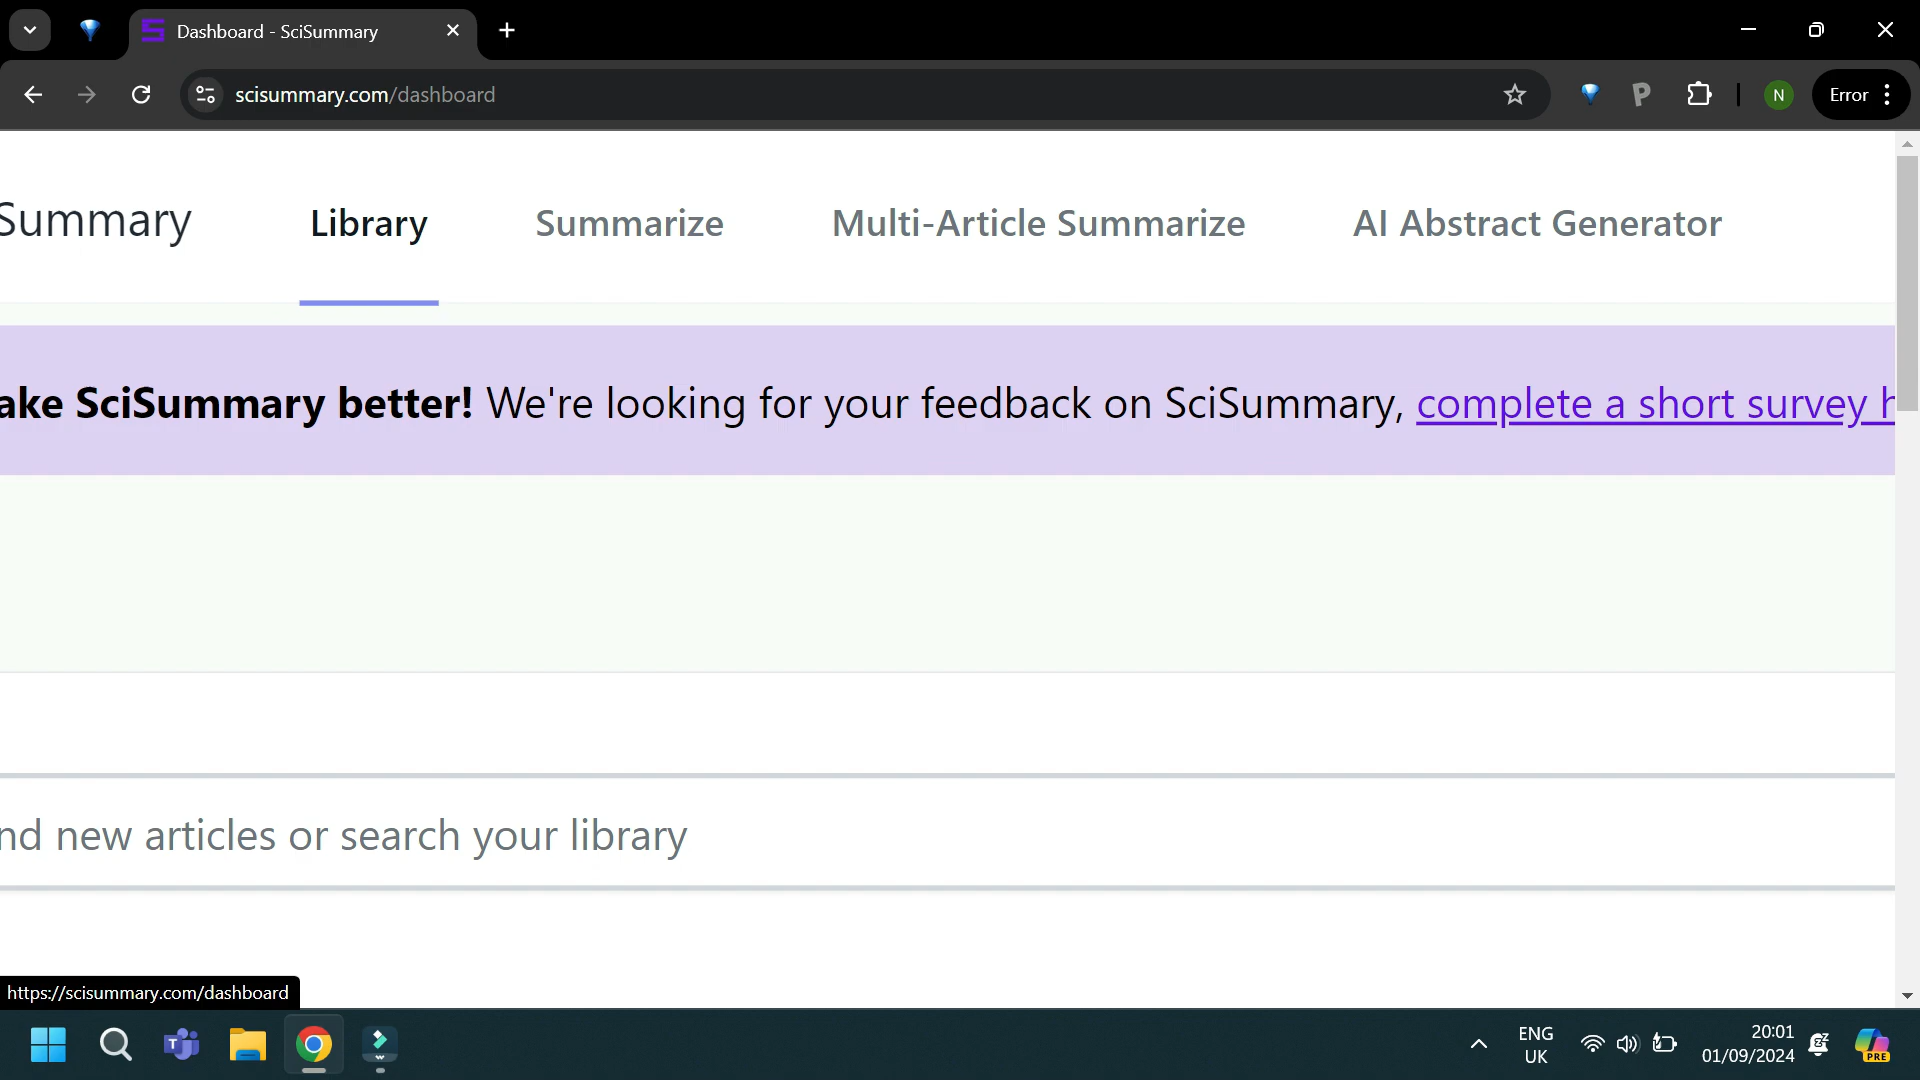 Dashboard - SciSummary
scisummary.com/dashboard
N
Error
Summary
Library
Summarize
Multi-Article Summarize
AI Abstract Generator
ake SciSummary better! We're looking for your feedback on SciSummary, complete a short survey h
nd new articles or search your library
https://scisummary.com/dashboard
ENG
UK
20:01
01/09/2024
PRE